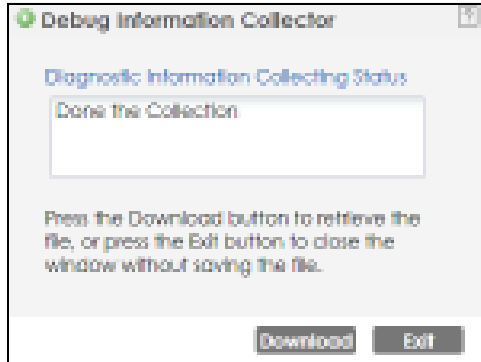 Debug Information Collector
?
Diagnostic Information Collecting Status
Done the Collection
Press the Download button to retrieve the
file, or press the Exit button to close the
window without saving the file.
Download Exit